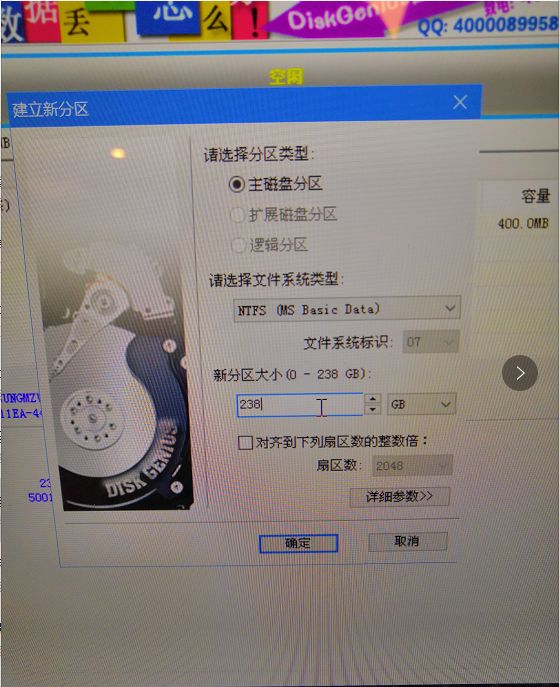 数据丢怎么!
DiskGenius
致电:
QQ: 4000089958
空闲
建立新分区
请选择分区类型:
主磁盘分区
扩展磁盘分区
逻辑分区
容量
400.0MB
请选择文件系统类型:
NTFS (MS Basic Data)
文件系统标识: 07
新分区大小(0 - 238 GB):
238 GB
对齐到下列扇区数的整数倍:
扇区数: 2048
详细参数>>
DISK GENIUS
确定 取消